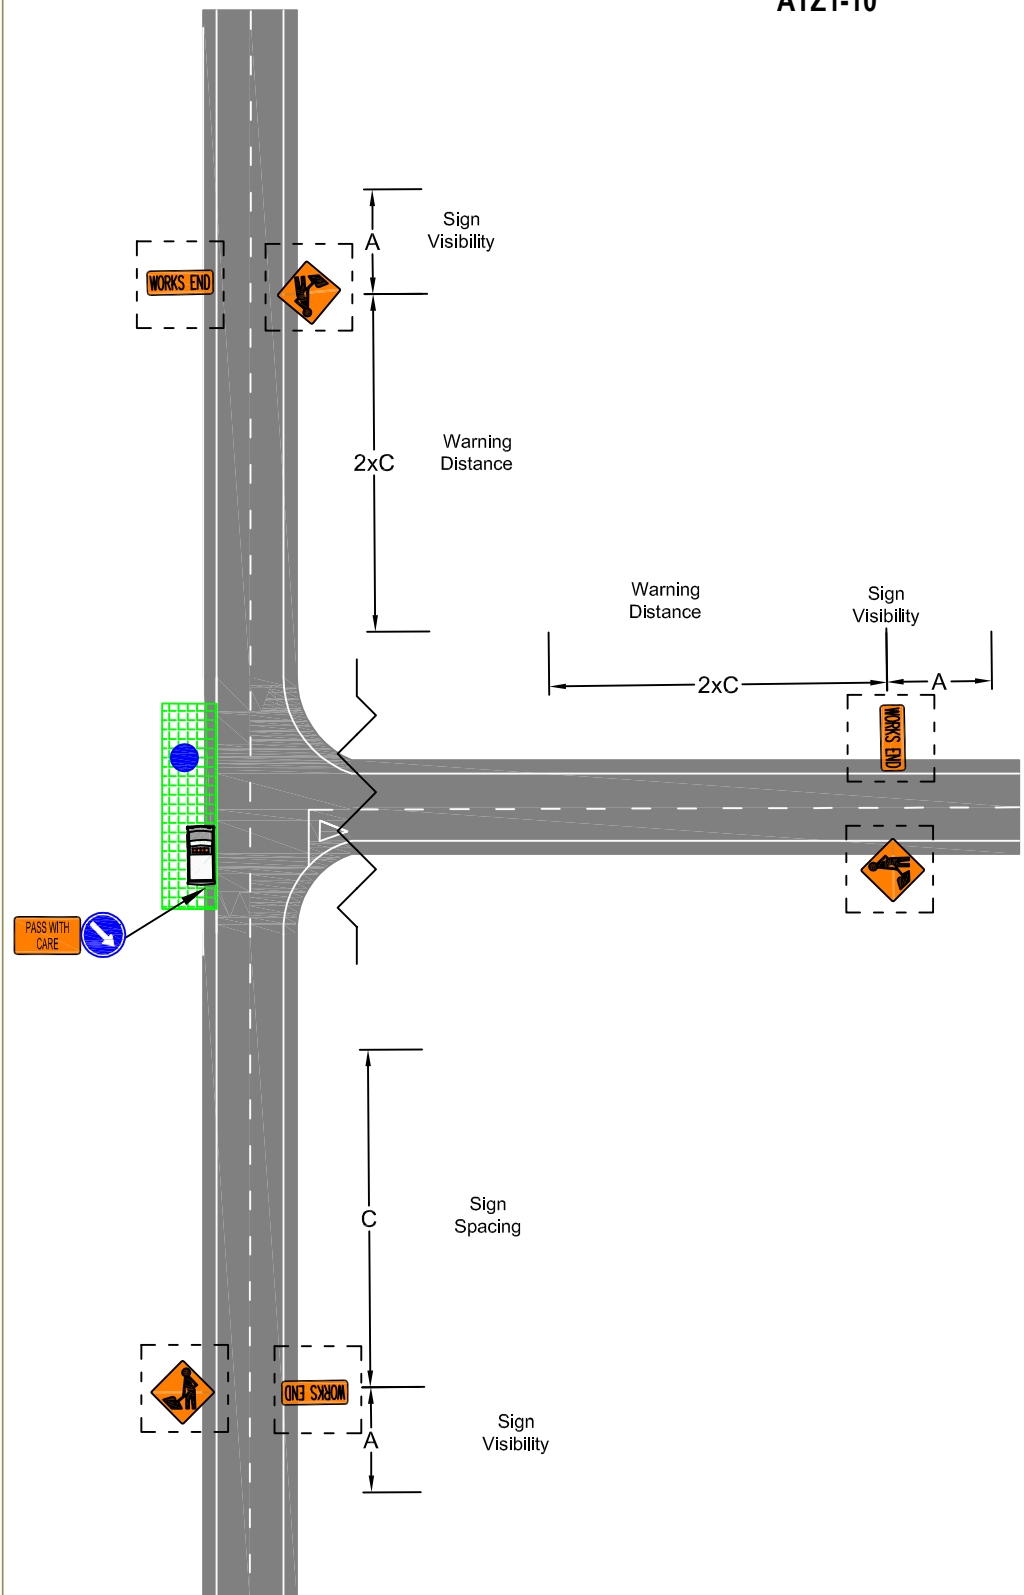 ATZ1-10
Sign
Visibility
A
WORKS END
2xC
Warning
Distance
Warning
Distance
Sign
Visibility
2xC
A
WORKS END
PASS WITH
CARE
C
Sign
Spacing
WORKS END
A
Sign
Visibility